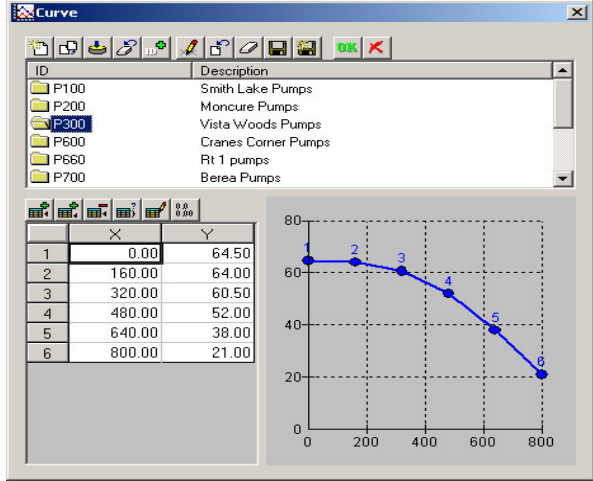 Curve
OK
ID Description
P100 Smith Lake Pumps
P200 Moncure Pumps
P300 Vista Woods Pumps
P600 Cranes Corner Pumps
P660 Rt 1 pumps
P700 Berea Pumps
0.0
0.00
X Y
1 0.00 64.50
2 160.00 64.00
3 320.00 60.50
4 480.00 52.00
5 640.00 38.00
6 800.00 21.00
80
60
40
20
0
1 2 3 4 5 6
0 200 400 600 800